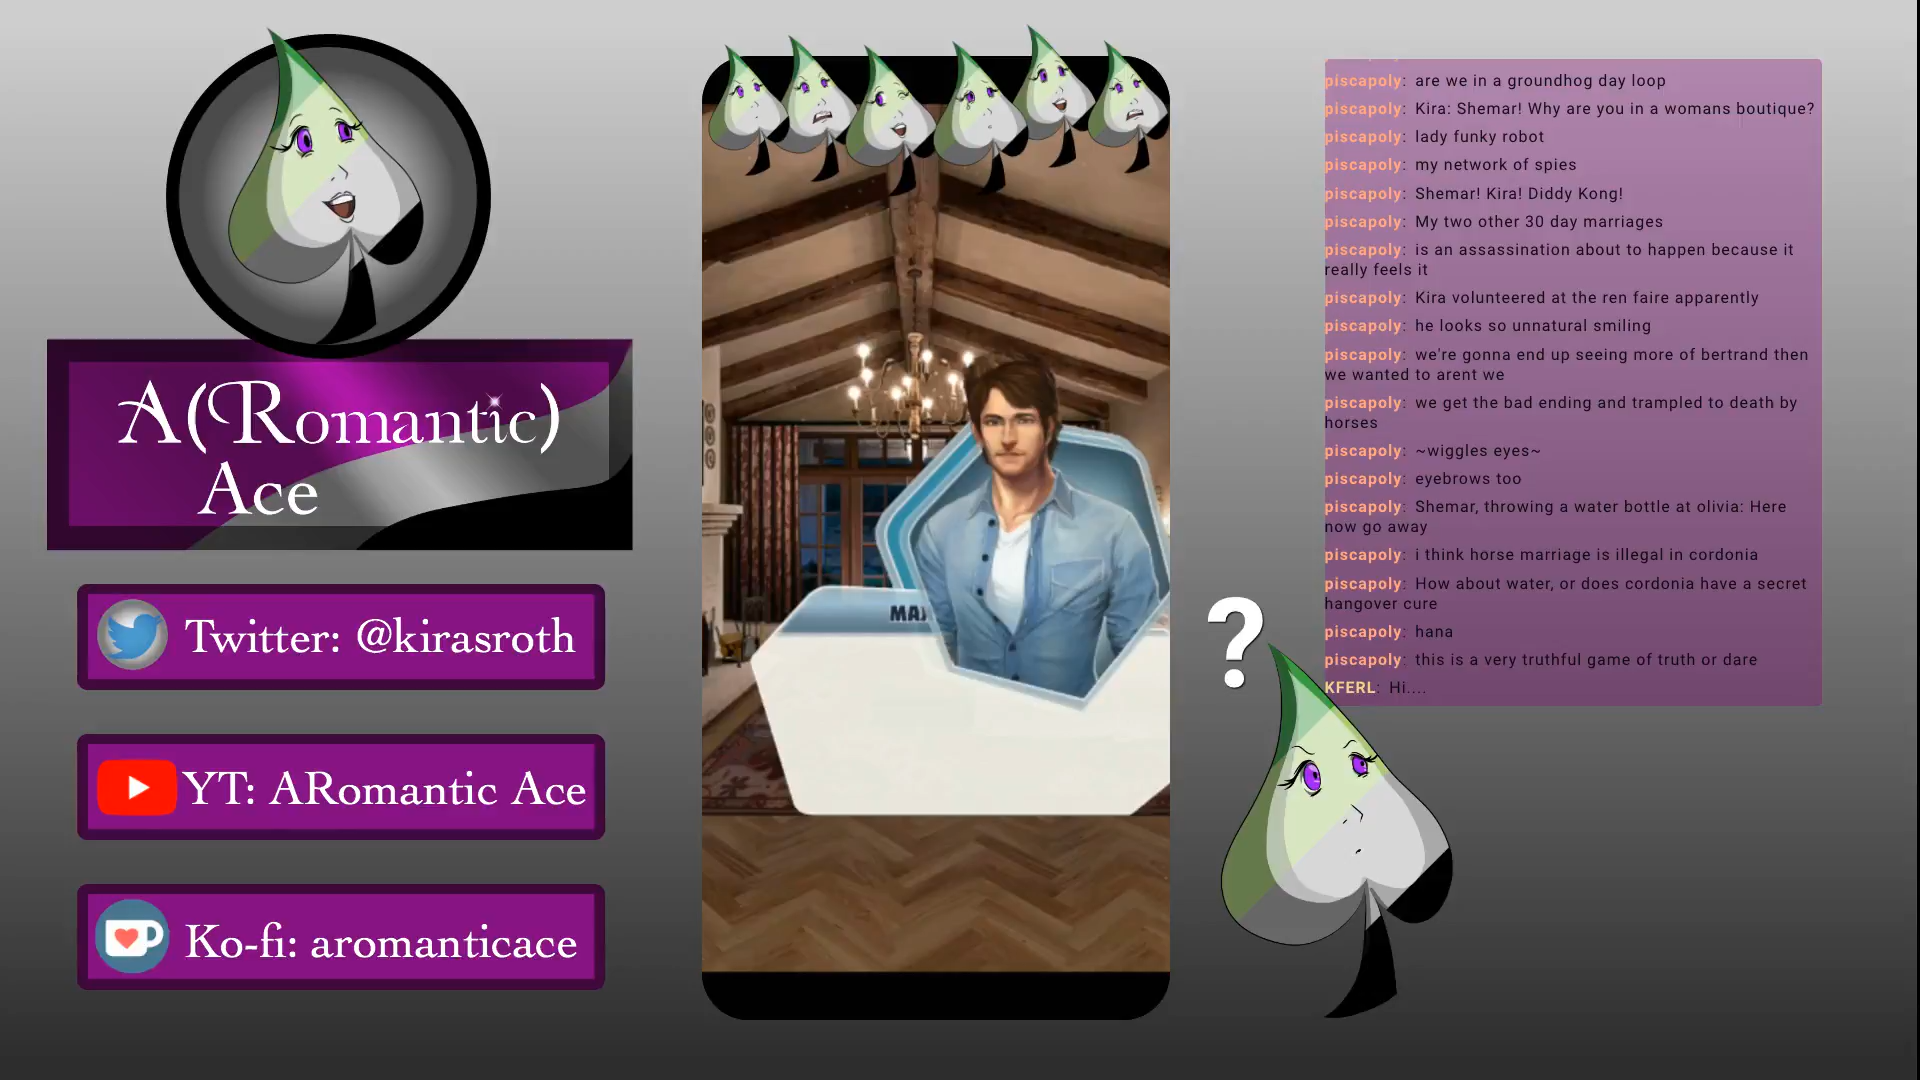 A(Romantic)
Ace
Twitter: @kirasroth
YT: ARomantic Ace
Ko-fi: aromanticace
?
piscapoly: are we in a groundhog day loop
piscapoly: Kira: Shemar! Why are you in a womans boutique?
piscapoly: lady funky robot
piscapoly: my network of spies
piscapoly: Shemar! Kira! Diddy Kong!
piscapoly: My two other 30 day marriages
piscapoly: is an assassination about to happen because it
really feels it
piscapoly: Kira volunteered at the ren faire apparently
piscapoly: he looks so unnatural smiling
piscapoly: we're gonna end up seeing more of bertrand then
we wanted to arent we
piscapoly: we get the bad ending and trampled to death by
horses
piscapoly: ~wiggles eyes~
piscapoly: eyebrows too
piscapoly: Shemar, throwing a water bottle at olivia: Here
now go away
piscapoly: i think horse marriage is illegal in cordonia
piscapoly: How about water, or does cordonia have a secret
hangover cure
piscapoly: hana
piscapoly: this is a very truthful game of truth or dare
KFERL: Hi....